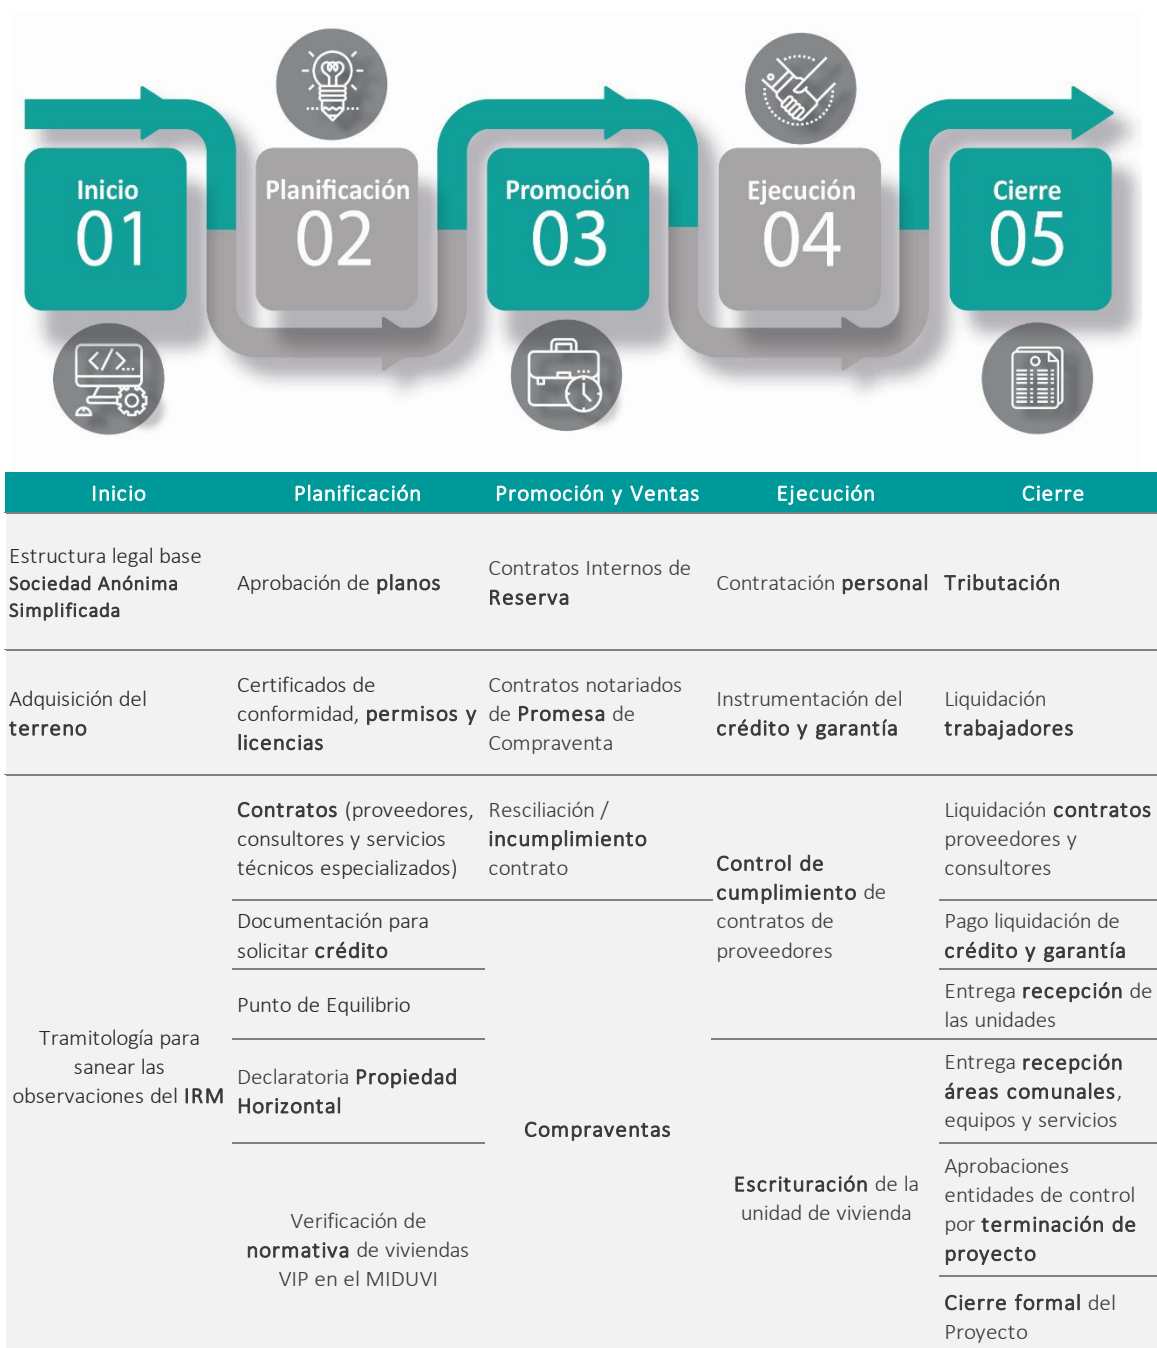 Inicio
01
Planificación
02
Promoción
03
Ejecución
04
Cierre
05
</>...
Inicio
Planificación
Promoción y Ventas
Ejecución
Cierre
Estructura legal base
Sociedad Anónima
Simplificada
Aprobación de planos
Contratos Internos de
Reserva
Contratación personal
Tributación
Adquisición del
terreno
Certificados de
conformidad, permisos y
licencias
Contratos notariados
de Promesa de
Compraventa
Instrumentación del
crédito y garantía
Liquidación
trabajadores
Tramitología para
sanear las
observaciones del IRM
Contratos (proveedores,
consultores y servicios
técnicos especializados)
Documentación para
solicitar crédito
Punto de Equilibrio
Declaratoria Propiedad
Horizontal
Verificación de
normativa de viviendas
VIP en el MIDUVI
Resciliación /
incumplimiento
contrato
Compraventas
Control de
cumplimiento de
contratos de
proveedores
Escrituración de la
unidad de vivienda
Liquidación contratos
proveedores y
consultores
Pago liquidación de
crédito y garantía
Entrega recepción de
las unidades
Entrega recepción
áreas comunales,
equipos y servicios
Aprobaciones
entidades de control
por terminación de
proyecto
Cierre formal del
Proyecto